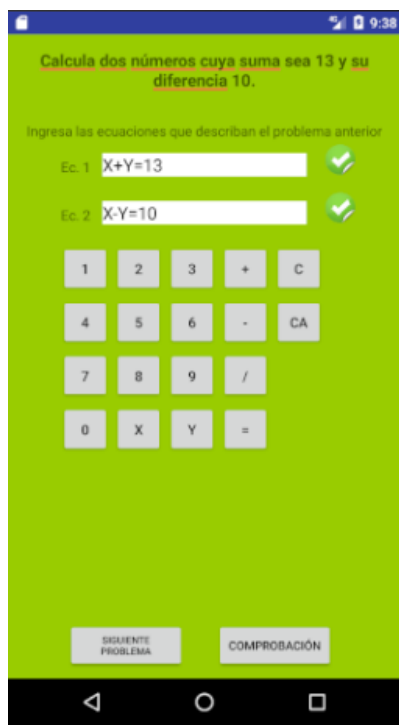 9:38
Calcula dos números cuya suma sea 13 y su
diferencia 10.
Ingresa las ecuaciones que describan el problema anterior
Ec. 1 X+Y=13
Ec. 2 X-Y=10
1 2 3 + C
4 5 6 - CA
7 8 9 /
0 X Y =
SIGUIENTE
PROBLEMA
COMPROBACIÓN